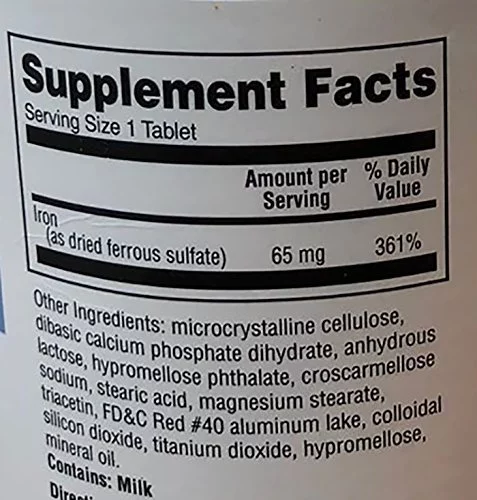 Supplement Facts
Serving Size 1 Tablet
Amount per % Daily
Serving Value
Iron
(as dried ferrous sulfate) 65 mg 361%
Other Ingredients: microcrystalline cellulose,
dibasic calcium phosphate dihydrate, anhydrous
lactose, hypromellose phthalate, croscarmellose
sodium, stearic acid, magnesium stearate,
triacetin, FD&C Red #40 aluminum lake, colloidal
silicon dioxide, titanium dioxide, hypromellose,
mineral oil.
Contains: Milk